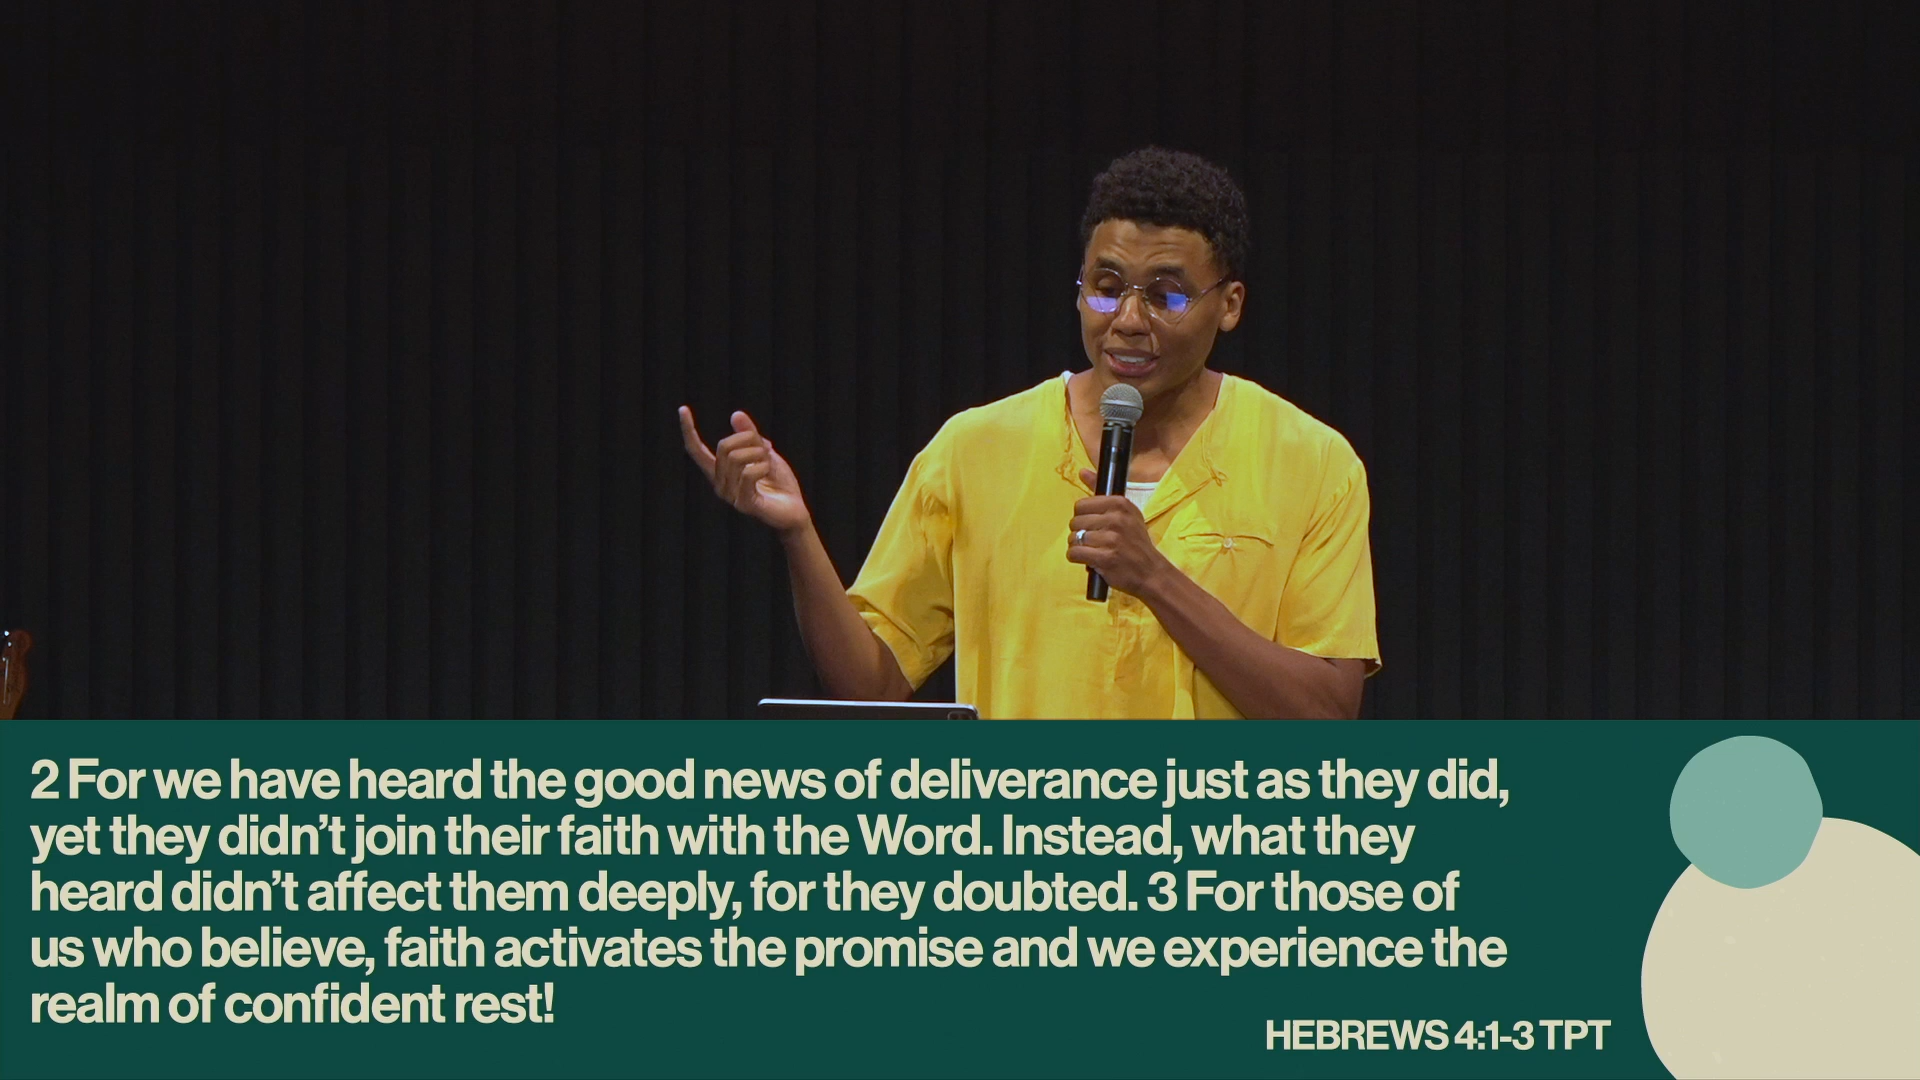 2 For we have heard the good news of deliverance just as they did,
yet they didn’t join their faith with the Word. Instead, what they
heard didn’t affect them deeply, for they doubted. 3 For those of
us who believe, faith activates the promise and we experience the
realm of confident rest!
HEBREWS 4:1-3 TPT